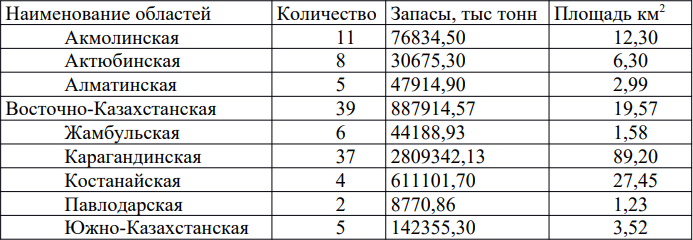 Наименование областей Количество Запасы, тыс тонн Площадь км²
Акмолинская 11 76834,50 12,30
Актюбинская 8 30675,30 6,30
Алматинская 5 47914,90 2,99
Восточно-Казахстанская 39 887914,57 19,57
Жамбульская 6 44188,93 1,58
Карагандинская 37 2809342,13 89,20
Костанайская 4 611101,70 27,45
Павлодарская 2 8770,86 1,23
Южно-Казахстанская 5 142355,30 3,52